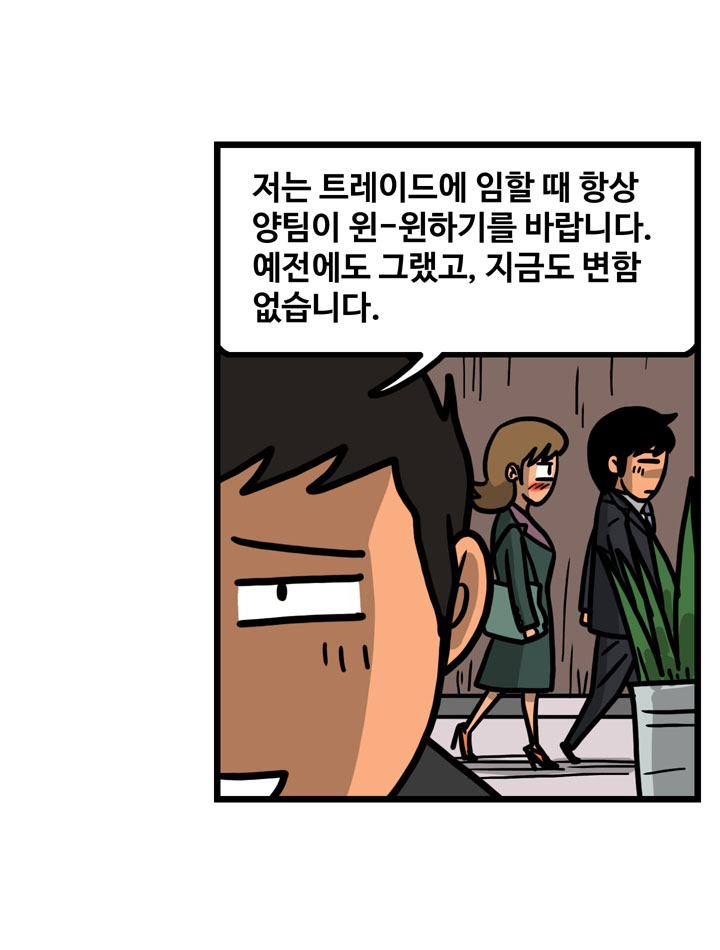 저는 트레이드에 임할 때 항상
양팀이 윈-윈하기를 바랍니다.
예전에도 그랬고, 지금도 변함
없습니다.